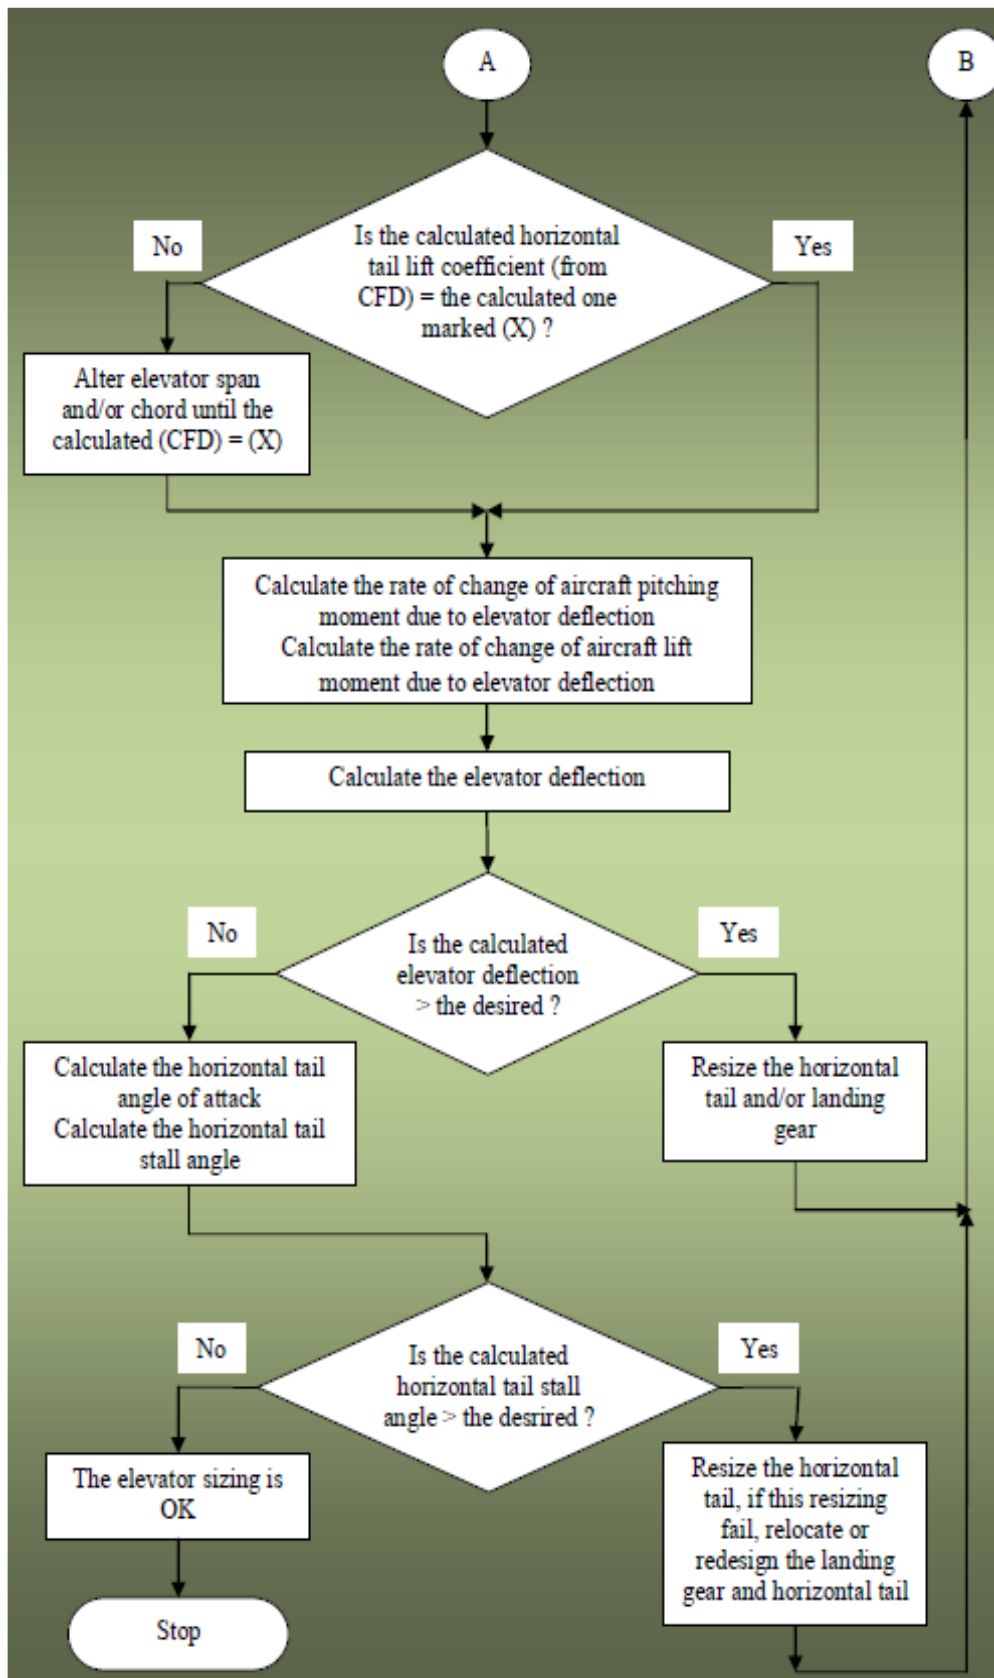 A
B
No
Yes
Is the calculated horizontal
tail lift coefficient (from
CFD) = the calculated one
marked (X) ?
Alter elevator span
and/or chord until the
calculated (CFD) = (X)
Calculate the rate of change of aircraft pitching
moment due to elevator deflection
Calculate the rate of change of aircraft lift
moment due to elevator deflection
Calculate the elevator deflection
No
Yes
Is the calculated
elevator deflection
> the desired ?
Calculate the horizontal tail
angle of attack
Calculate the horizontal tail
stall angle
Resize the horizontal
tail and/or landing
gear
No
Yes
Is the calculated
horizontal tail stall
angle > the desrired ?
The elevator sizing is
OK
Resize the horizontal
tail, if this resizing
fail, relocate or
redesign the landing
gear and horizontal tail
Stop